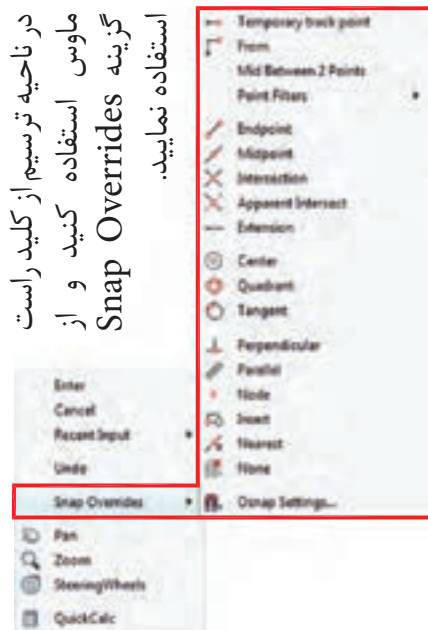 در ناحیه ترسیم از کلید راست
ماوس استفاده کنید و از
گزینه Snap Overrides
استفاده نمایید.
Temporary track point
From
Mid Between 2 Points
Point Filters
Endpoint
Midpoint
Intersection
Apparent Intersect
Extension
Center
Quadrant
Tangent
Perpendicular
Parallel
Node
Insert
Nearest
None
Osnap Settings...
Enter
Cancel
Recent Input
Undo
Snap Overrides
Pan
Zoom
SteeringWheels
QuickCalc